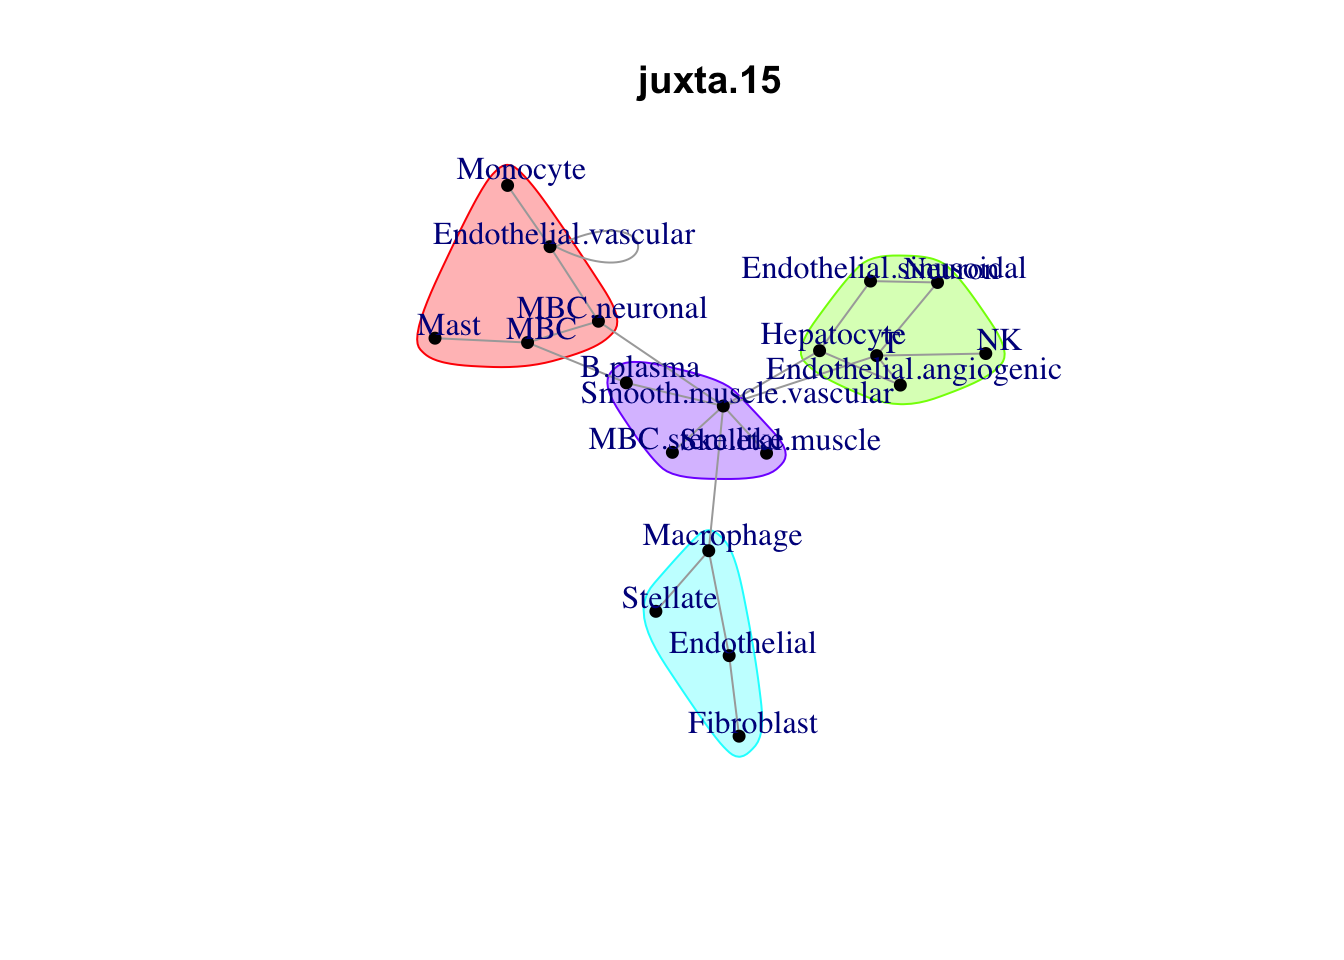 juxta.15
Monocyte
Endothelial.vascular
Endothelial.sinusoidal
Neuron
MBC.neuronal
Mast
MBC
Hepatocyte
T
NK
B.plasma
Endothelial.angiogenic
Smooth.muscle.vascular
MBC.stem.like
Skeletal.muscle
Macrophage
Stellate
Endothelial
Fibroblast